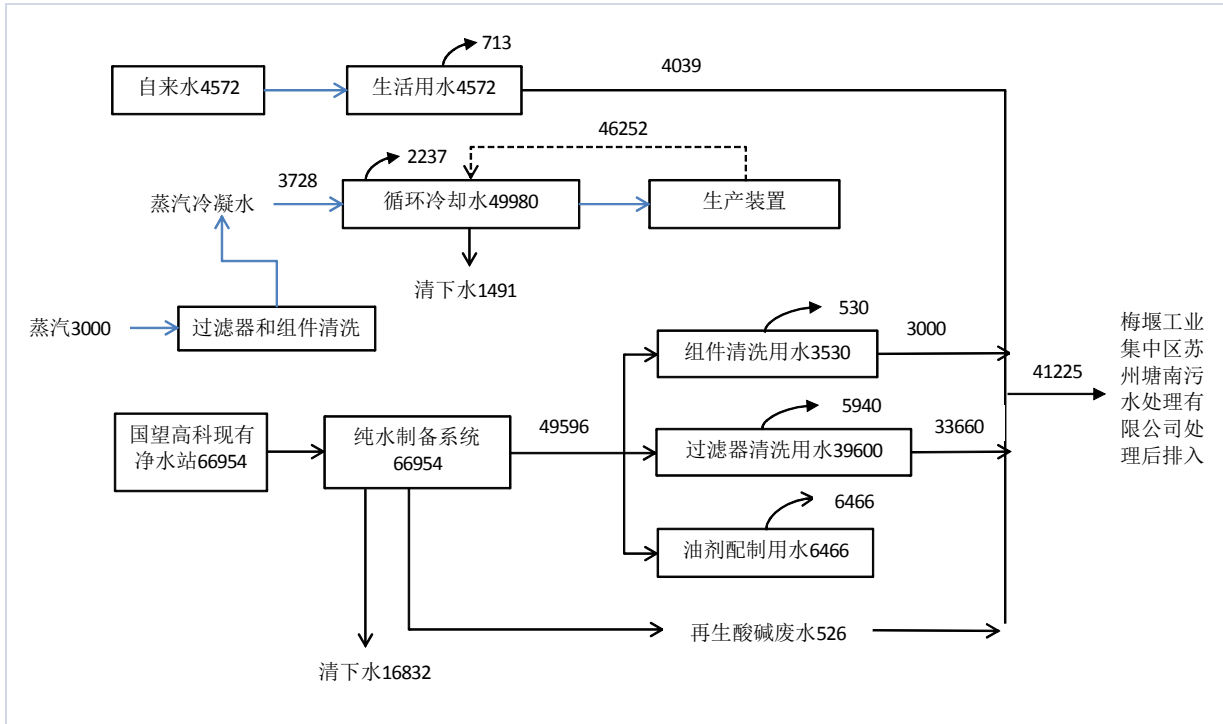 713
自来水4572
生活用水4572
4039
46252
2237
3728
蒸汽冷凝水
循环冷却水49980
生产装置
清下水1491
蒸汽3000
过滤器和组件清洗
530
组件清洗用水3530
3000
梅堰工业
集中区苏
州塘南污
水处理有
限公司处
理后排入
41225
国望高科现有
净水站66954
纯水制备系统
66954
49596
5940
过滤器清洗用水39600
33660
6466
油剂配制用水6466
再生酸碱废水526
清下水16832